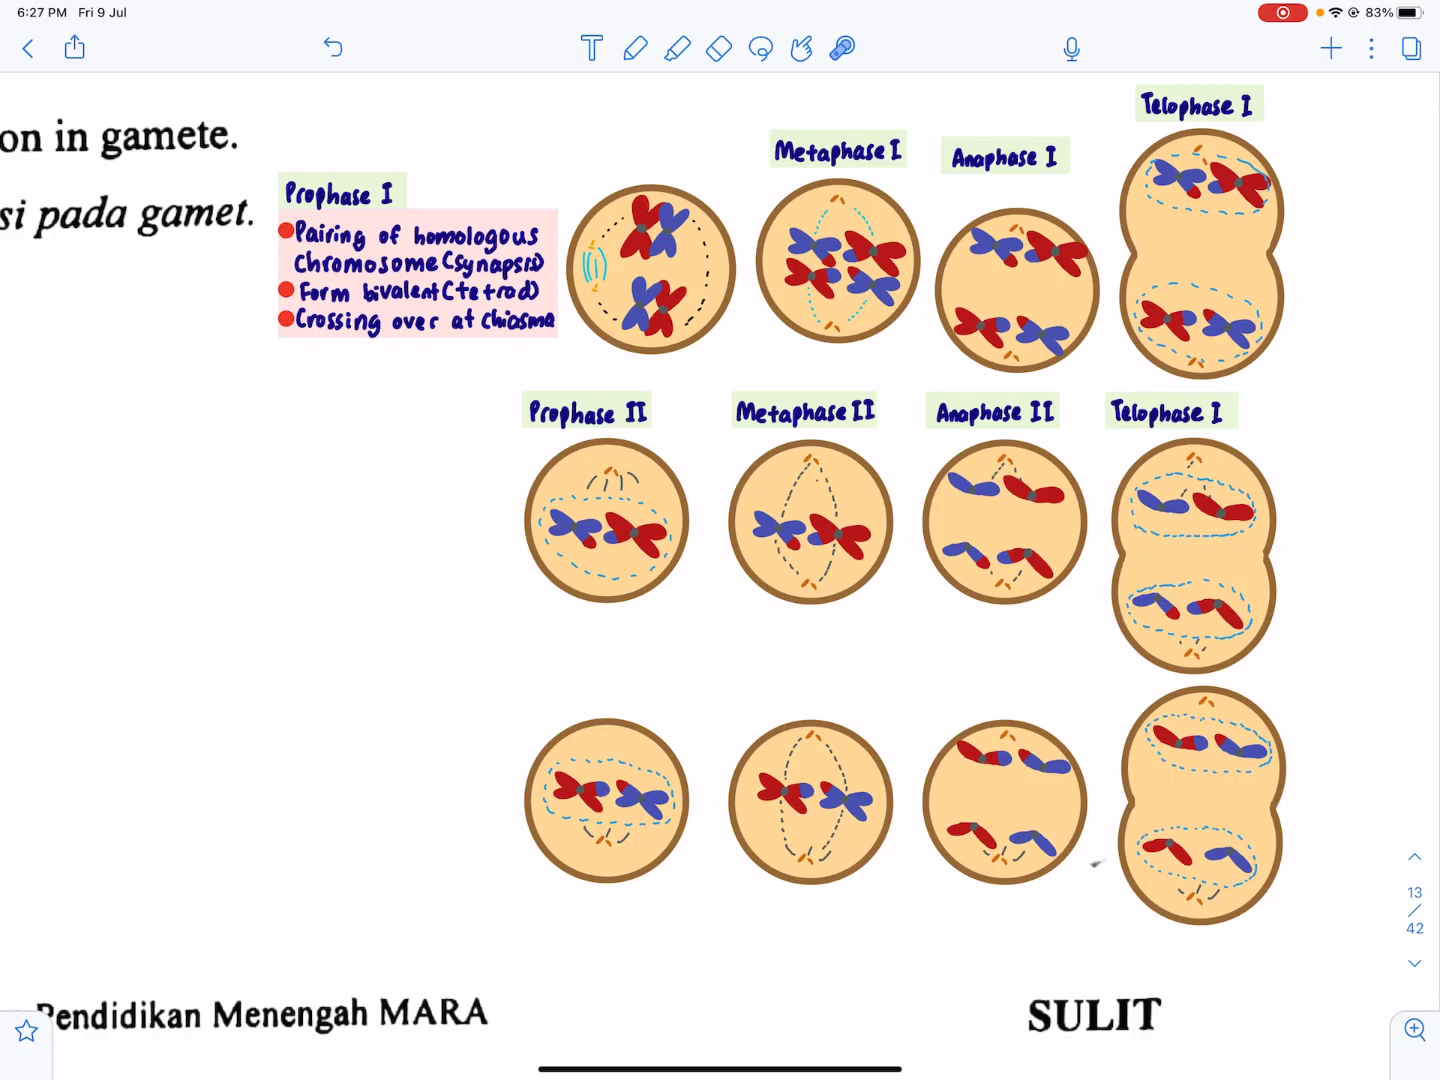 6:27 PM Fri 9 Jul
83%
on in gamete.
si pada gamet.
Prophase I
Pairing of homologous
Chromosome (synapsis)
Form bivalent (tetrad)
Crossing over at Chiasma
Metaphase I
Anaphase I
Telophase I
Prophase II
Metaphase II
Anaphase II
Telophase I
13
/
42
Pendidikan Menengah MARA
SULIT